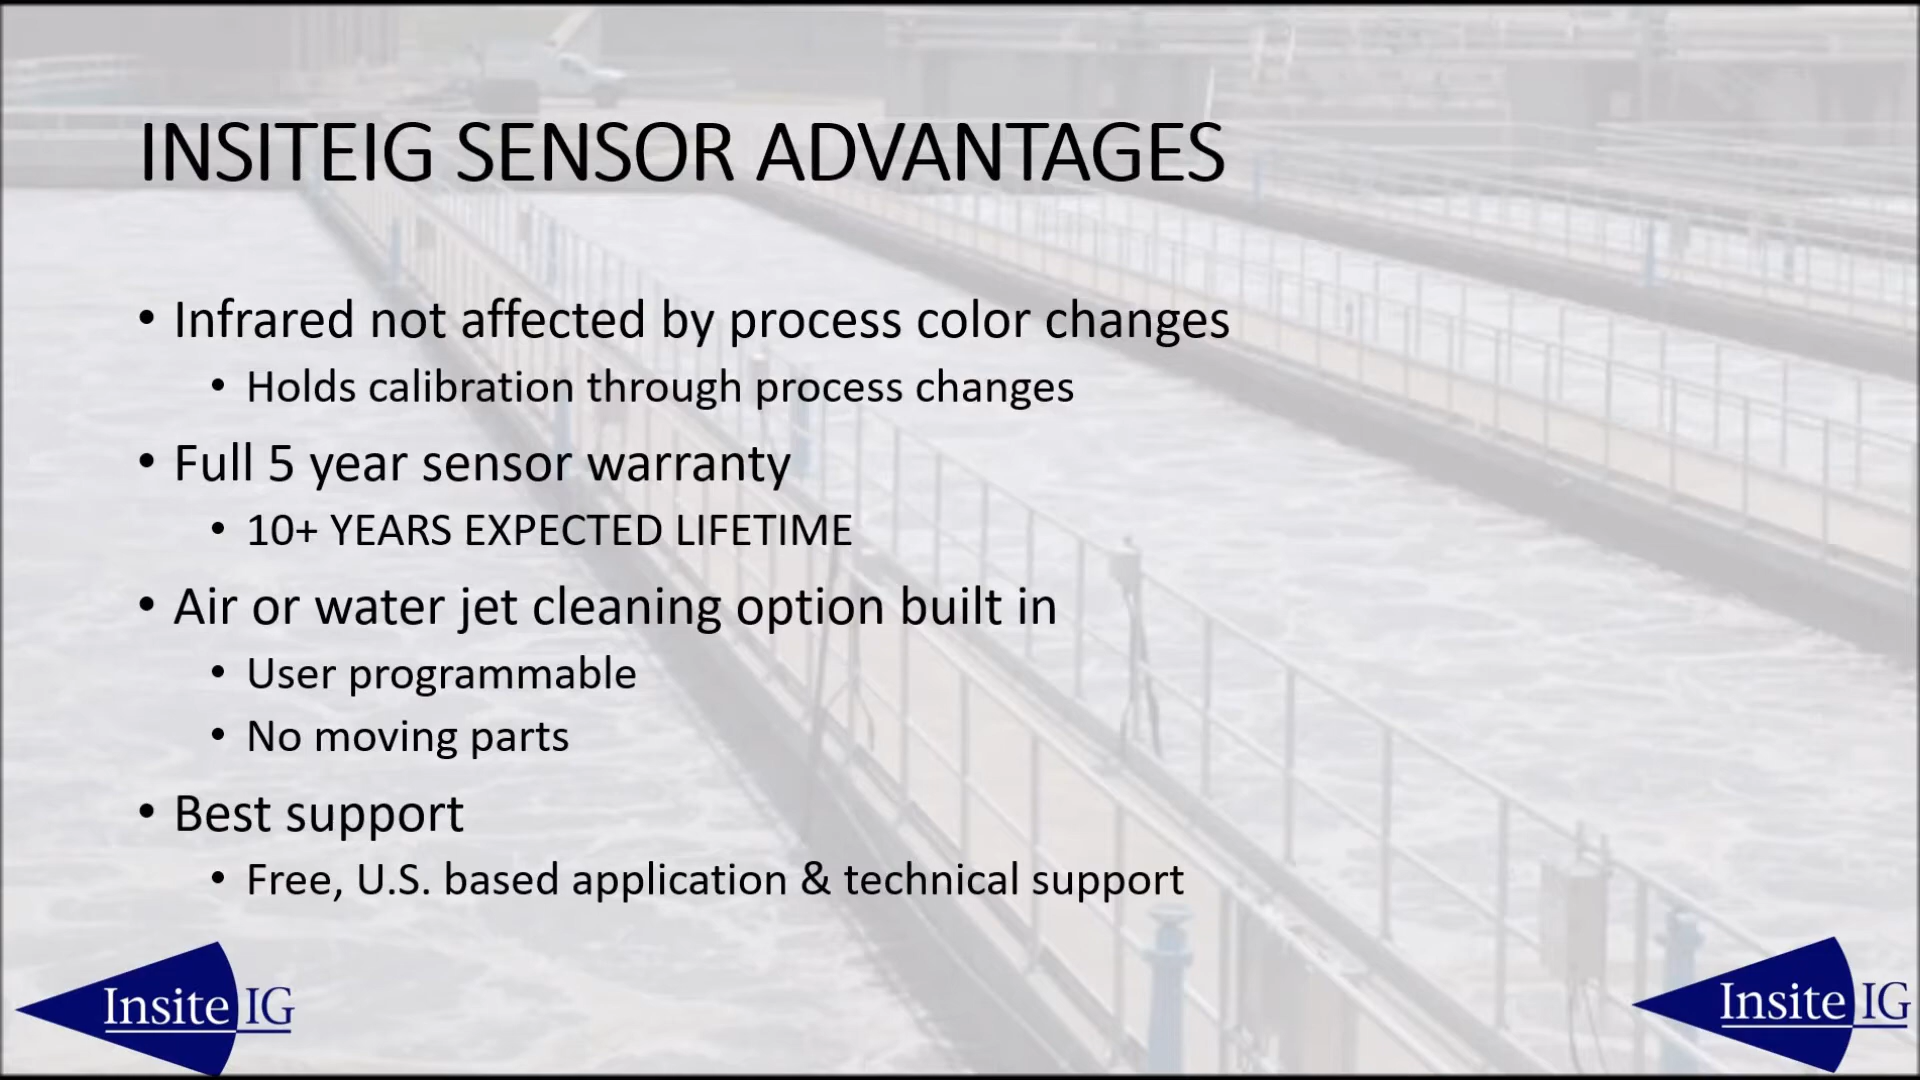 INSITEIG SENSOR ADVANTAGES
• Infrared not affected by process color changes
• Holds calibration through process changes
• Full 5 year sensor warranty
• 10+ YEARS EXPECTED LIFETIME
• Air or water jet cleaning option built in
• User programmable
• No moving parts
• Best support
• Free, U.S. based application & technical support
Insite IG
Insite IG